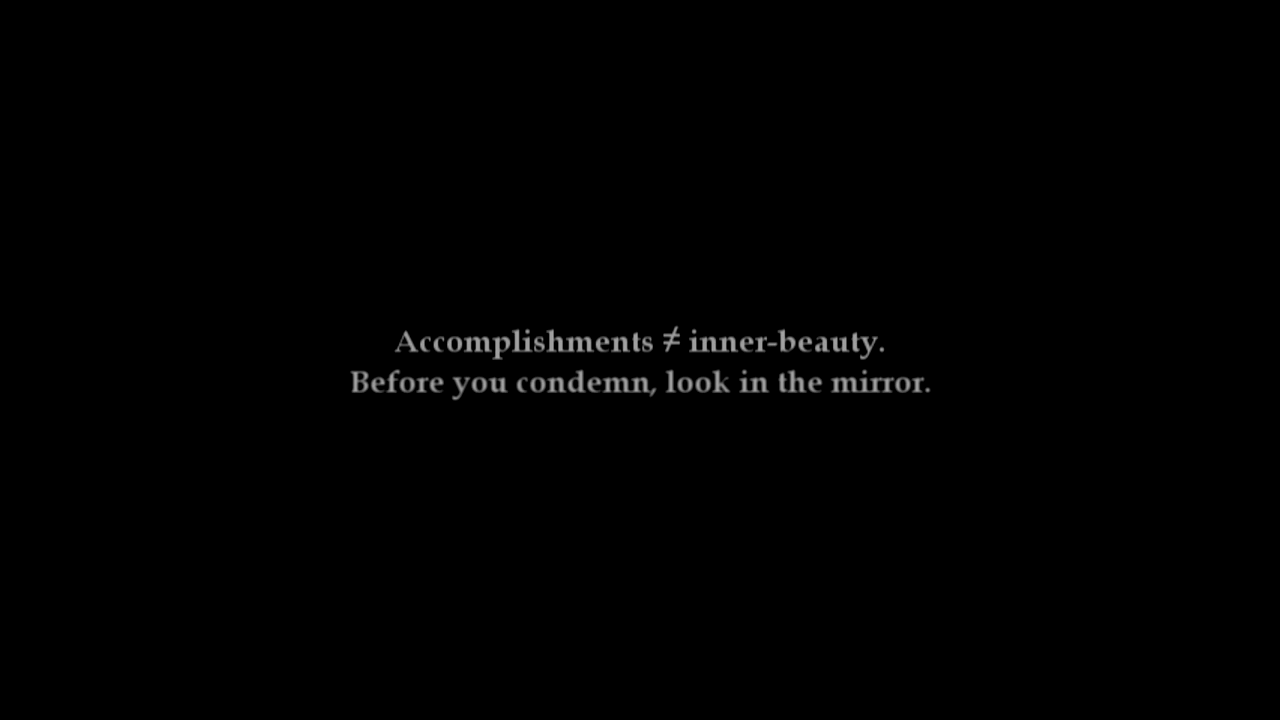 Accomplishments ≠ inner-beauty.
Before you condemn, look in the mirror.